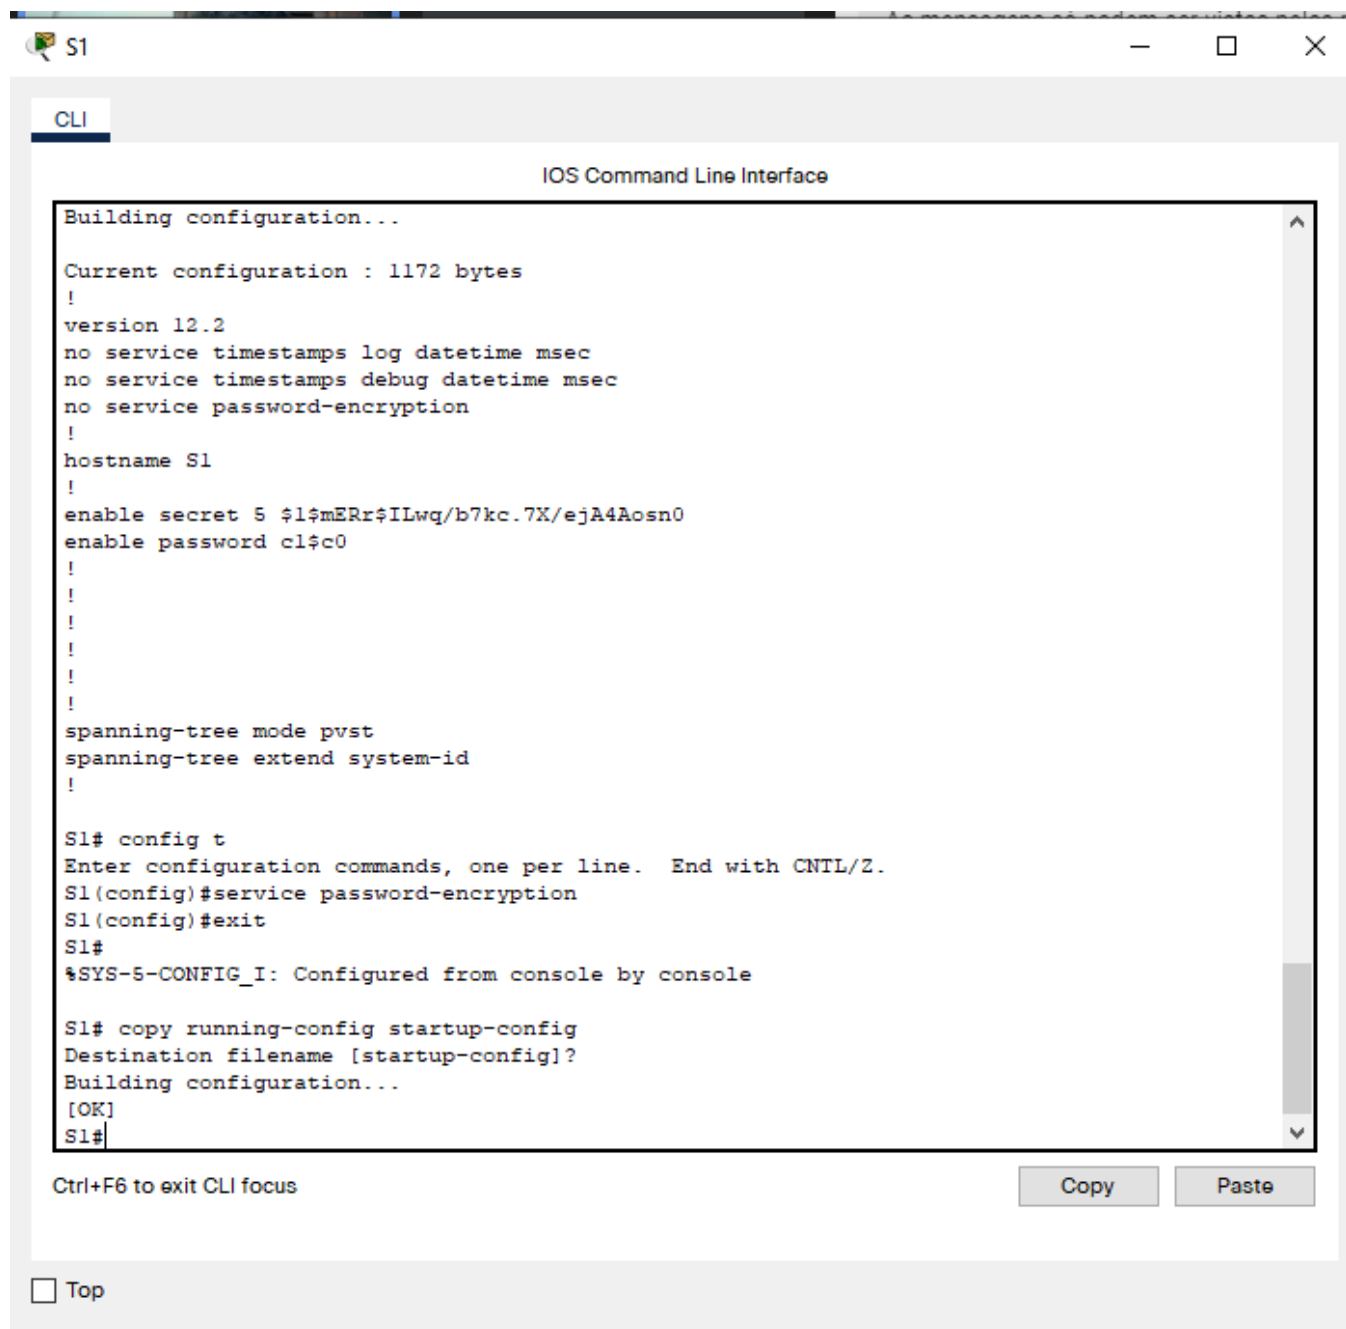 S1
CLI
IOS Command Line Interface
Building configuration...
Current configuration : 1172 bytes
!
version 12.2
no service timestamps log datetime msec
no service timestamps debug datetime msec
no service password-encryption
!
hostname S1
!
enable secret 5 $1$mERr$ILwq/b7kc.7X/ejA4Aosn0
enable password c1$c0
!
!
!
!
!
!
spanning-tree mode pvst
spanning-tree extend system-id
!
S1# config t
Enter configuration commands, one per line.  End with CNTL/Z.
S1(config)#service password-encryption
S1(config)#exit
S1#
%SYS-5-CONFIG_I: Configured from console by console
S1# copy running-config startup-config
Destination filename [startup-config]?
Building configuration...
[OK]
S1#
Ctrl+F6 to exit CLI focus
Copy
Paste
Top